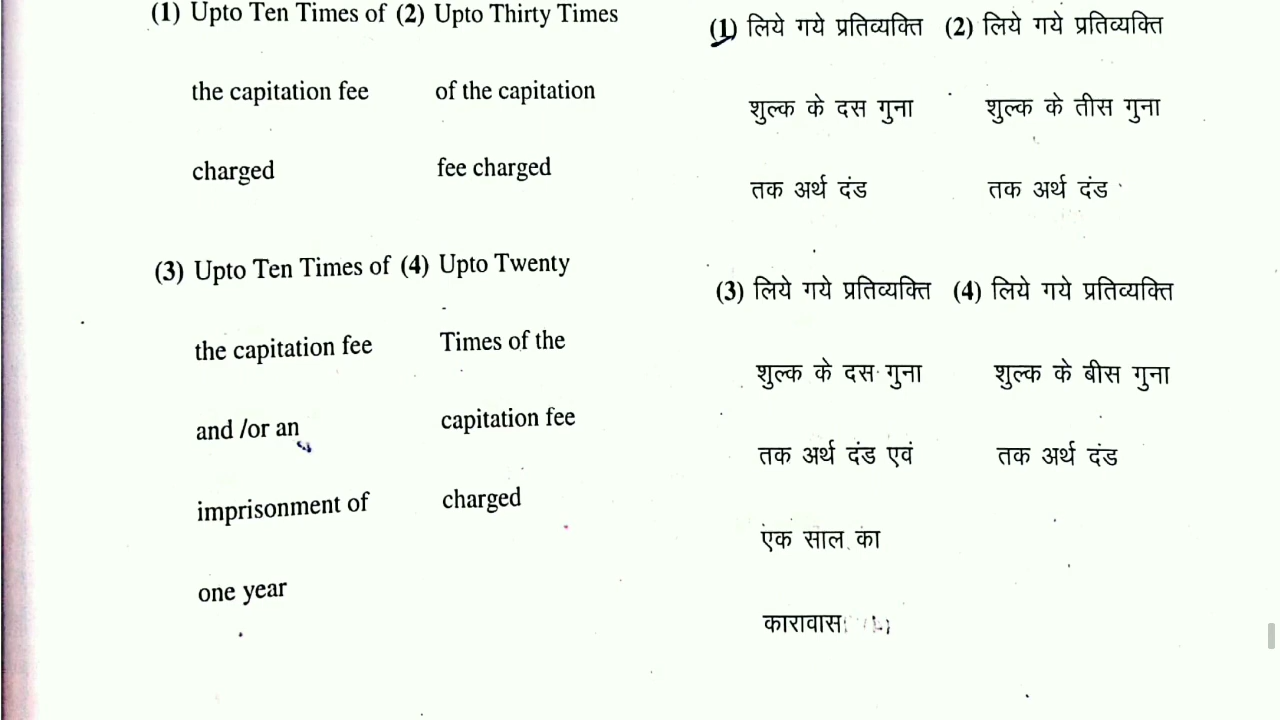 (1) Upto Ten Times of (2) Upto Thirty Times
the capitation fee of the capitation
charged fee charged
(3) Upto Ten Times of (4) Upto Twenty
the capitation fee Times of the
and /or an capitation fee
imprisonment of charged
one year
(1) लिये गये प्रतिव्यक्ति (2) लिये गये प्रतिव्यक्ति
शुल्क के दस गुना शुल्क के तीस गुना
तक अर्थ दंड तक अर्थ दंड
(3) लिये गये प्रतिव्यक्ति (4) लिये गये प्रतिव्यक्ति
शुल्क के दस गुना शुल्क के बीस गुना
तक अर्थ दंड एवं तक अर्थ दंड
एक साल का
कारावास